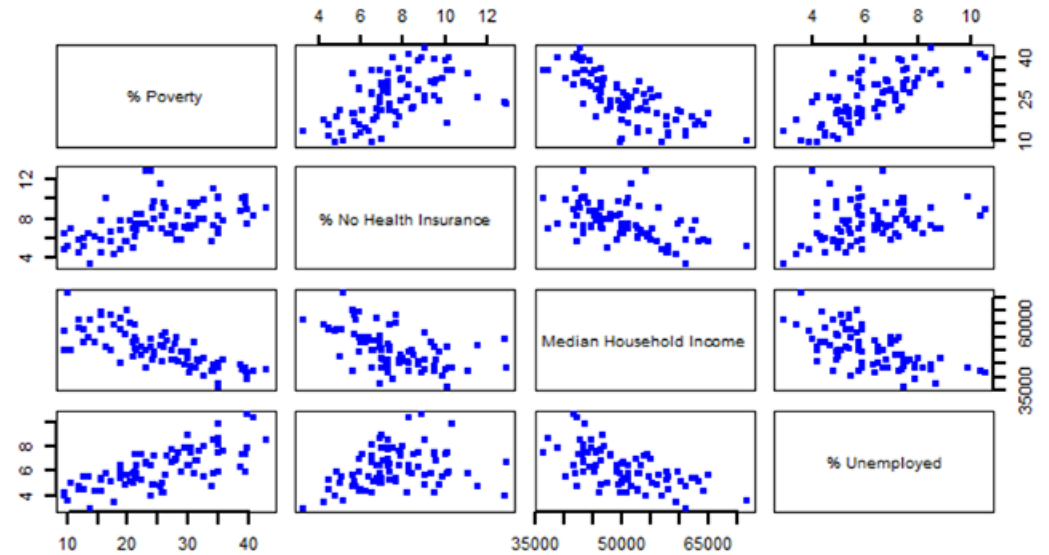 4 6 8 10 12 4 6 8 10
% Poverty 10 25 40
4 8 12 % No Health Insurance
Median Household Income 35000 60000
4 6 8 % Unemployed
10 20 30 40 35000 50000 65000